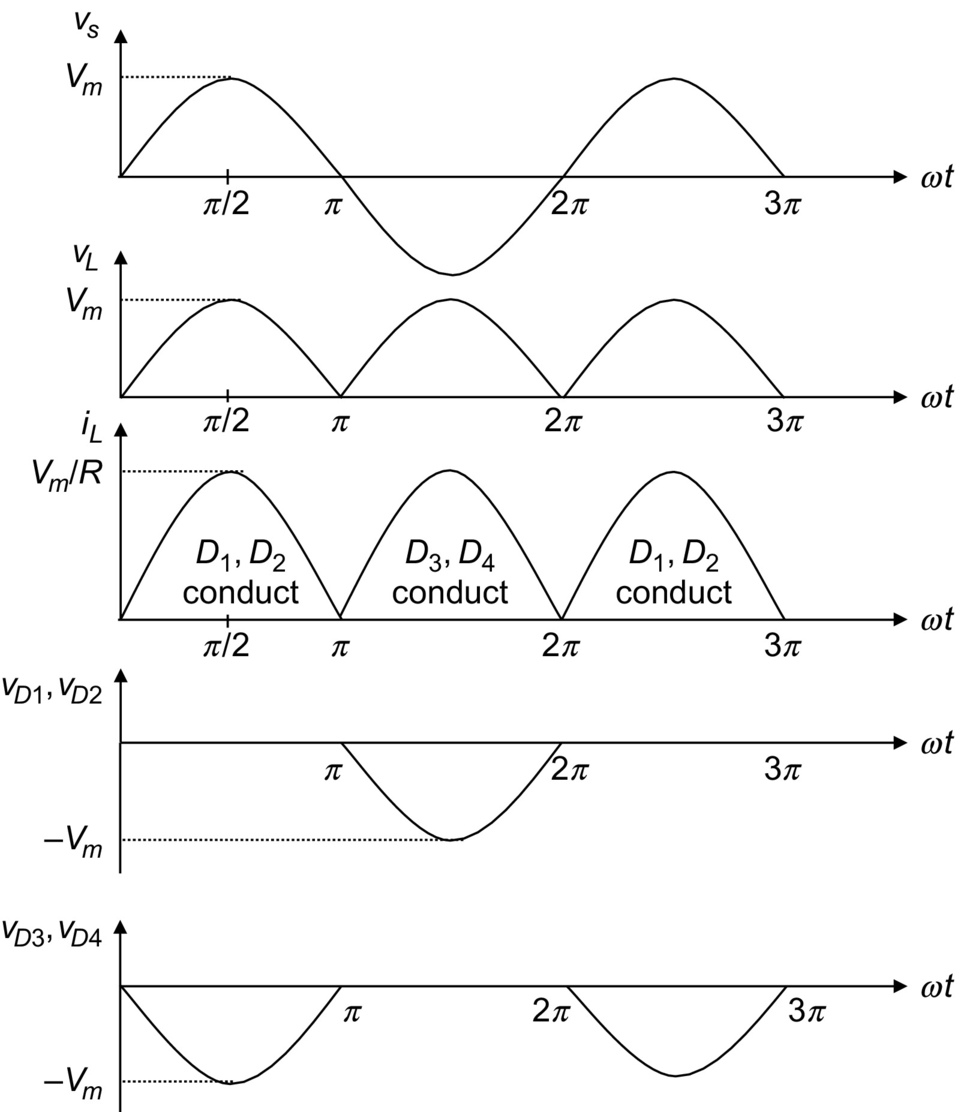 v_s
V_m
ωt
π/2 π 2π 3π
v_L
V_m
ωt
π/2 π 2π 3π
i_L
V_m/R
D_1, D_2 D_3, D_4 D_1, D_2
conduct conduct conduct
ωt
π/2 π 2π 3π
v_D1, v_D2
ωt
π 2π 3π
–V_m
v_D3, v_D4
ωt
π 2π 3π
–V_m